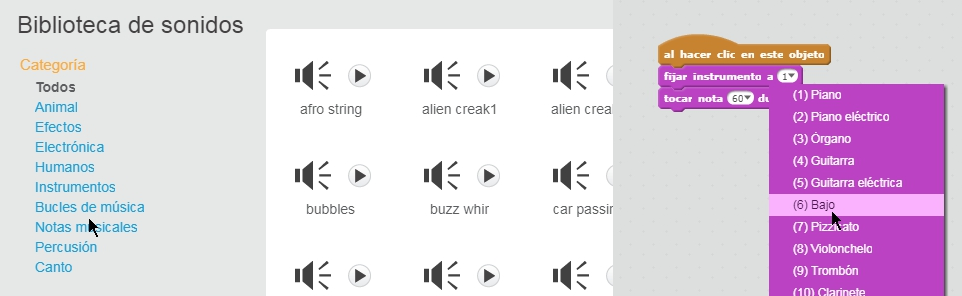 Biblioteca de sonidos
Categoría
Todos
Animal
Efectos
Electrónica
Humanos
Instrumentos
Bucles de música
Notas musicales
Percusión
Canto
afro string
alien creak1
alien crea
bubbles
buzz whir
car passin
al hacer clic en este objeto
fijar instrumento a 1
tocar nota 60 du
(1) Piano
(2) Piano eléctrico
(3) Órgano
(4) Guitarra
(5) Guitarra eléctrica
(6) Bajo
(7) Pizzicato
(8) Violonchelo
(9) Trombón
(10) Clarinete